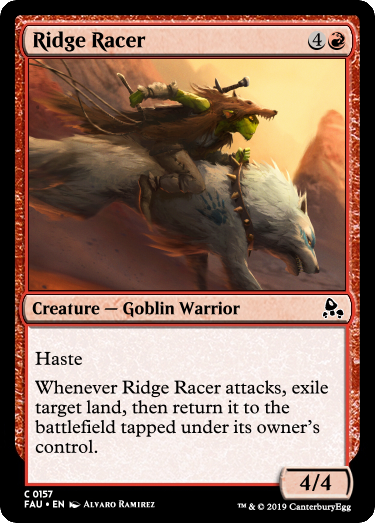 Ridge Racer 4
Creature — Goblin Warrior
Haste
Whenever Ridge Racer attacks, exile
target land, then return it to the
battlefield tapped under its owner's
control.
4/4
C 0157
FAU • EN Alvaro Ramirez
™ & © 2019 CanterburyEgg